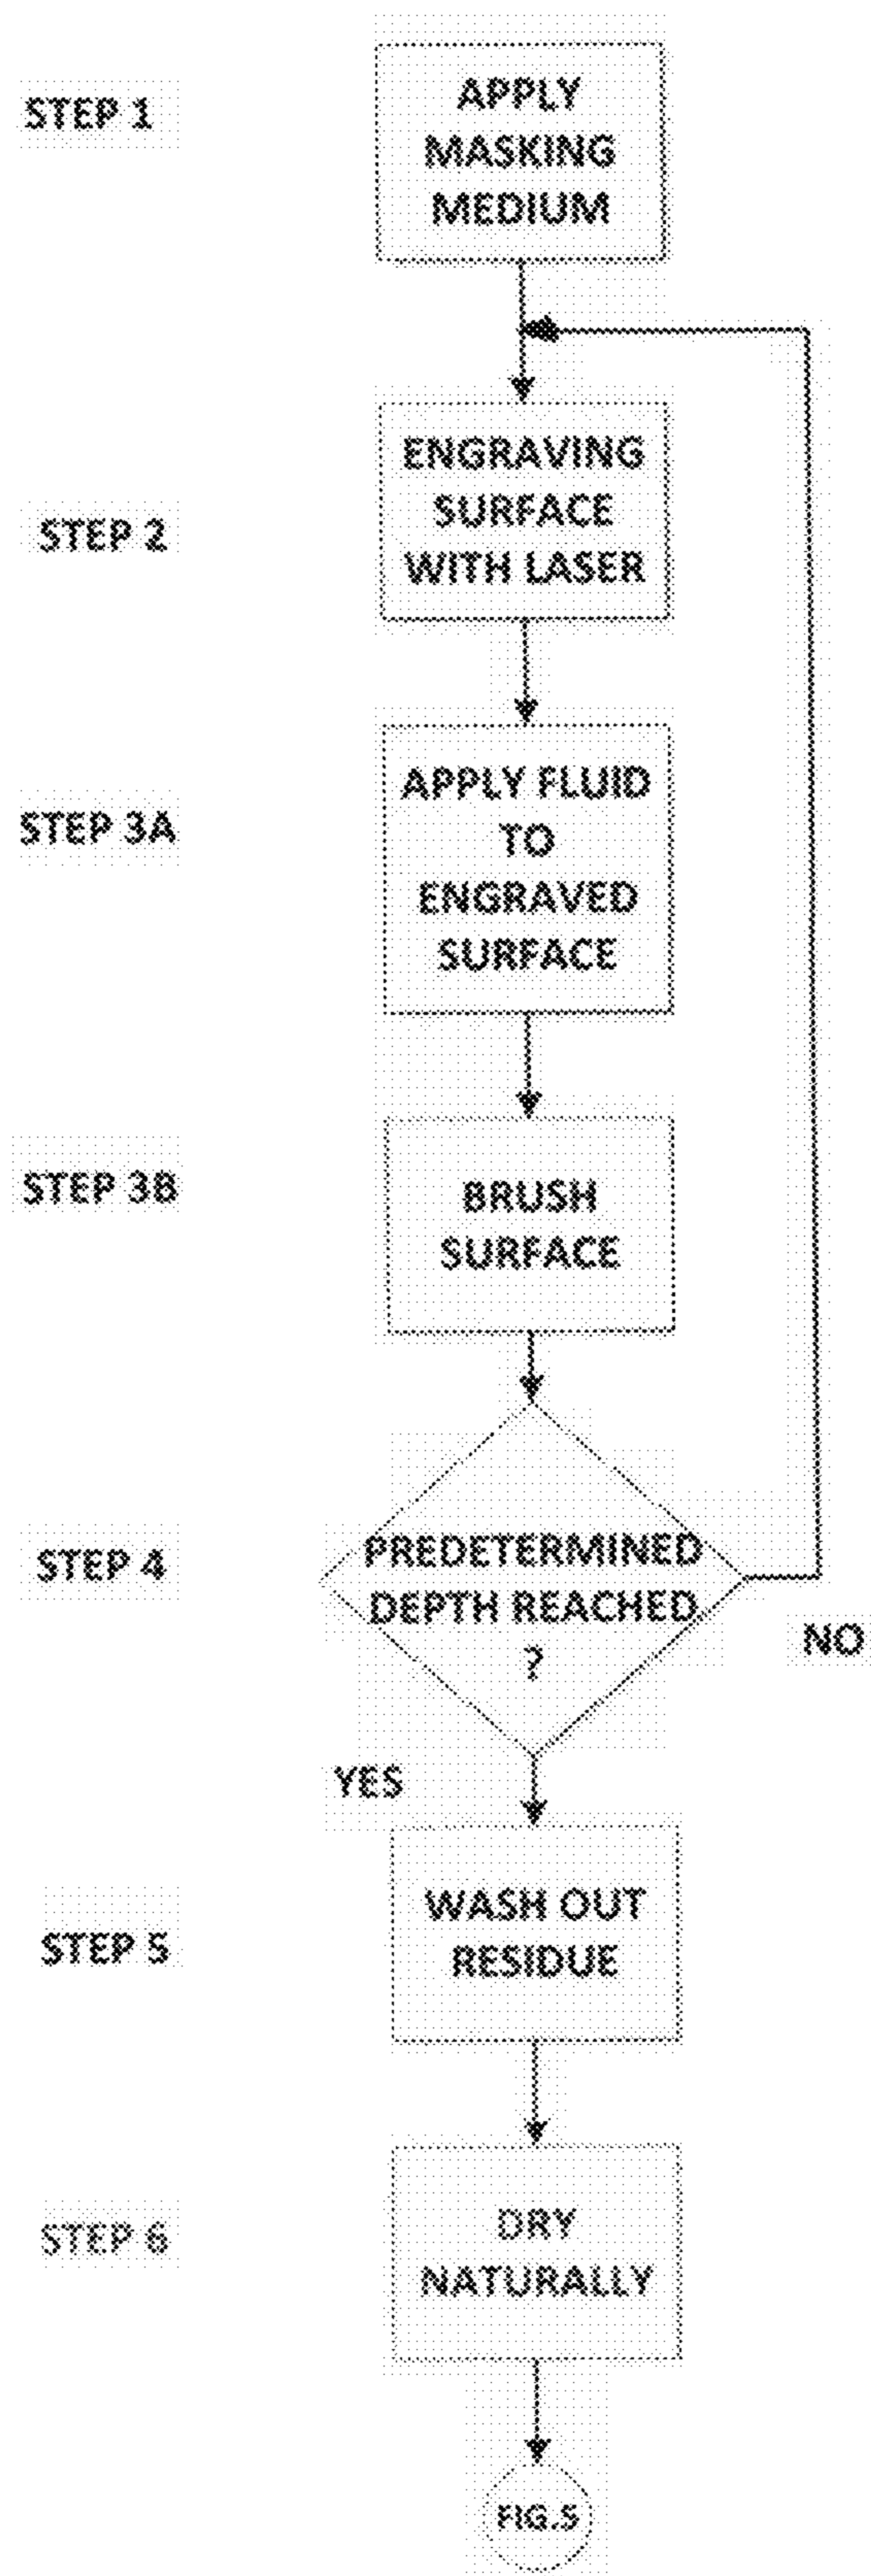 STEP 1
APPLY
MASKING
MEDIUM
STEP 2
ENGRAVING
SURFACE
WITH LASER
STEP 3A
APPLY FLUID
TO
ENGRAVED
SURFACE
STEP 3B
BRUSH
SURFACE
STEP 4
PREDETERMINED
DEPTH REACHED
?
NO
YES
STEP 5
WASH OUT
RESIDUE
STEP 6
DRY
NATURALLY
FIG.5